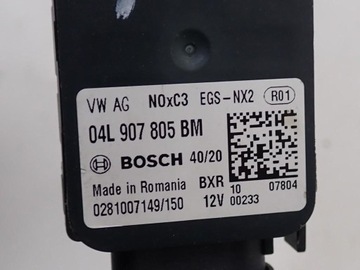 VW AG NOxC3 EGS-NX2 R01
04L 907 805 BM
BOSCH 40/20
Made in Romania BXR 10 07804
0281007149/150 12V 00233